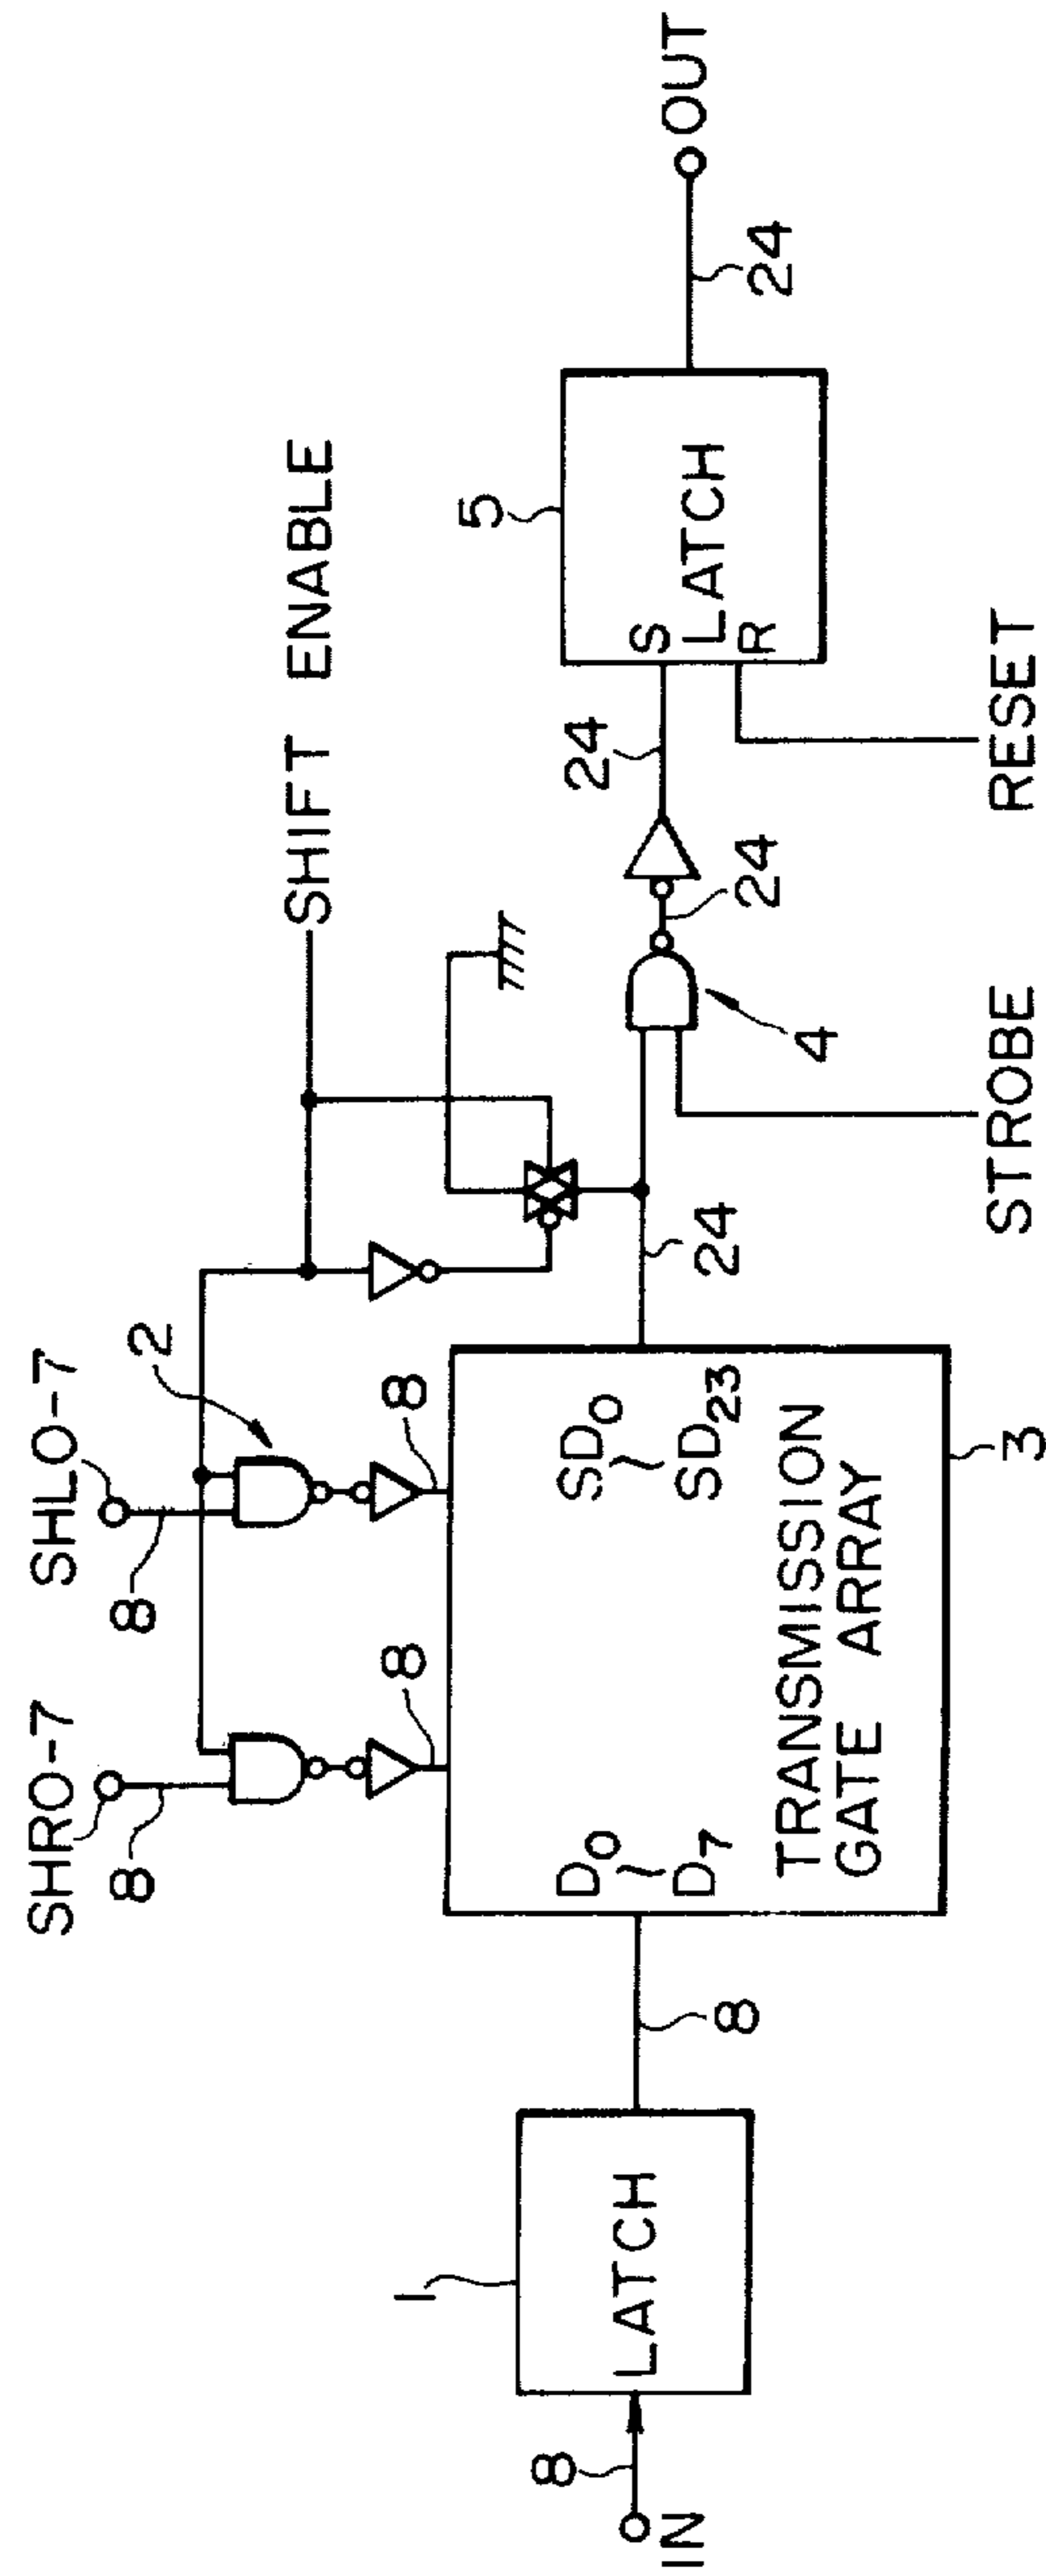 SHR0-7
SHL0-7
8
8
2
SHIFT ENABLE
8
8
1
5
8
IN
LATCH
8
D0
~
D7
SD0
~
SD23
TRANSMISSION
GATE ARRAY
3
24
4
24
24
S
LATCH
R
24
OUT
STROBE
RESET